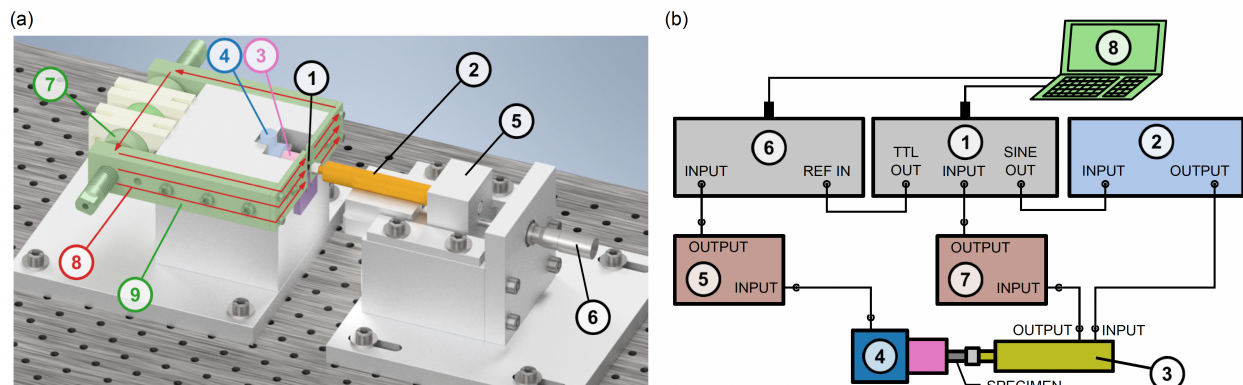 (a)
4
3
1
2
5
7
8
9
6
(b)
8
6
1
2
INPUT
REF IN
TTL
OUT
INPUT
SINE
OUT
INPUT
OUTPUT
OUTPUT
5
INPUT
OUTPUT
7
INPUT
OUTPUT
INPUT
4
3
SPECIMEN